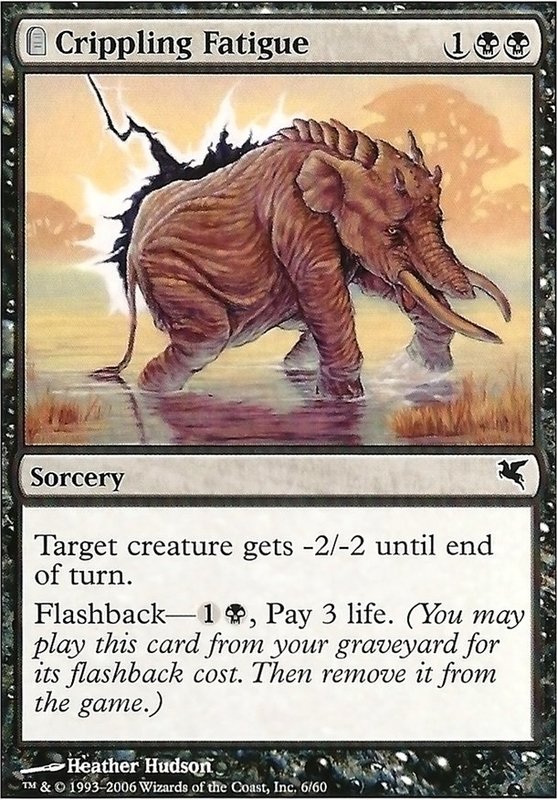 Crippling Fatigue 1
Sorcery
Target creature gets -2/-2 until end
of turn.
Flashback—1, Pay 3 life. (You may
play this card from your graveyard for
its flashback cost. Then remove it from
the game.)
Heather Hudson
™ & © 1993-2006 Wizards of the Coast, Inc. 6/60